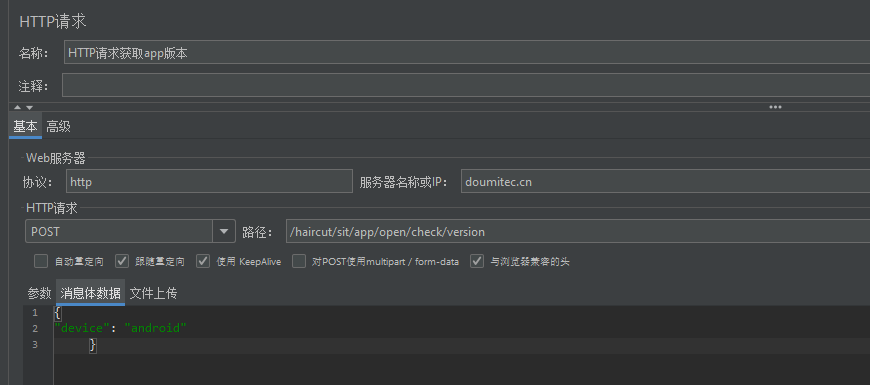 HTTP请求
名称： HTTP请求获取app版本
注释：
基本 高级
Web服务器
协议： http 服务器名称或IP： doumitec.cn
HTTP请求
POST 路径： /haircut/sit/app/open/check/version
自动重定向 跟随重定向 使用 KeepAlive 对POST使用multipart / form-data 与浏览器兼容的头
参数 消息体数据 文件上传
1 {
2 "device": "android"
3 }